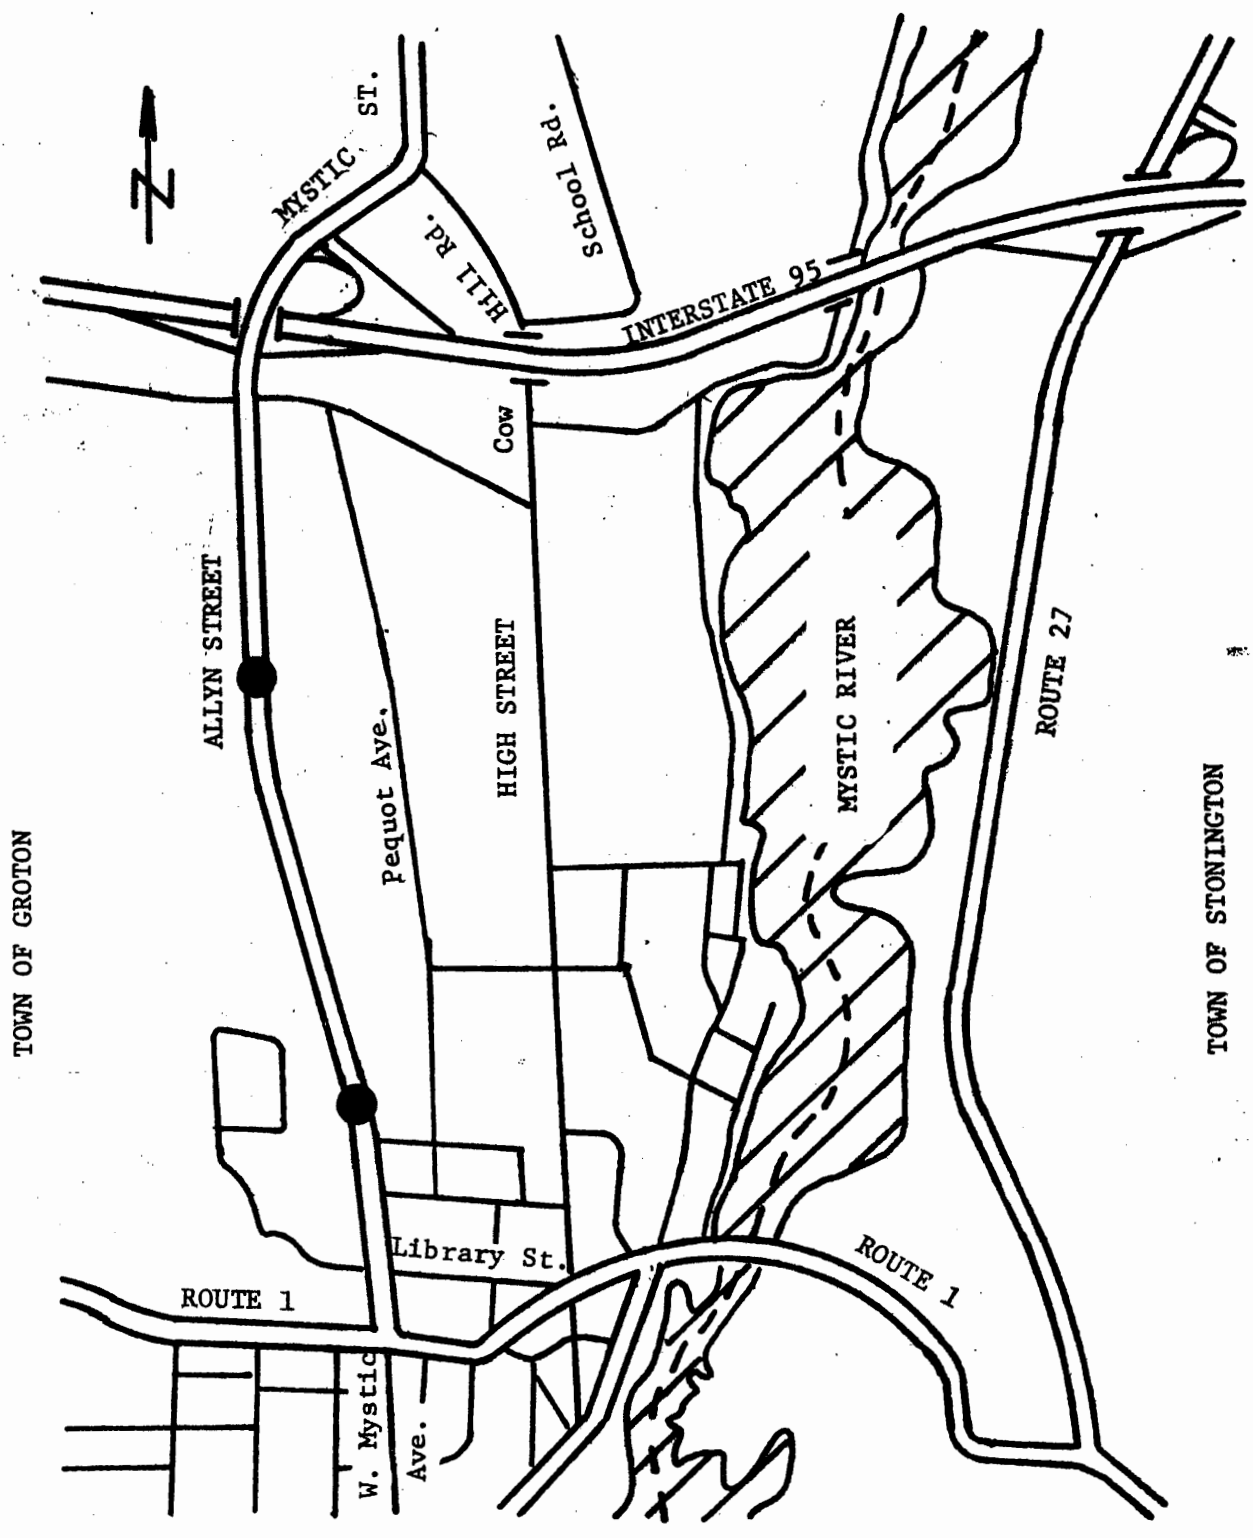 MYSTIC ST.
N
School Rd.
Hill Rd.
INTERSTATE 95
Cow
ALLYN STREET
HIGH STREET
Pequot Ave.
MYSTIC RIVER
ROUTE 27
TOWN OF GROTON
TOWN OF STONINGTON
Library St.
ROUTE 1
ROUTE 1
W. Mystic
Ave.